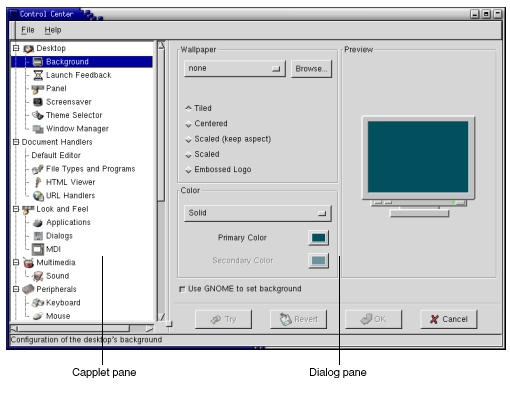 Control Center
File Help
Desktop
Background
Launch Feedback
Panel
Screensaver
Theme Selector
Window Manager
Document Handlers
Default Editor
File Types and Programs
HTML Viewer
URL Handlers
Look and Feel
Applications
Dialogs
MDI
Multimedia
Sound
Peripherals
Keyboard
Mouse
Wallpaper
none
Browse...
Tiled
Centered
Scaled (keep aspect)
Scaled
Embossed Logo
Color
Solid
Primary Color
Secondary Color
Preview
Use GNOME to set background
Try
Revert
OK
Cancel
Configuration of the desktop's background
Capplet pane
Dialog pane